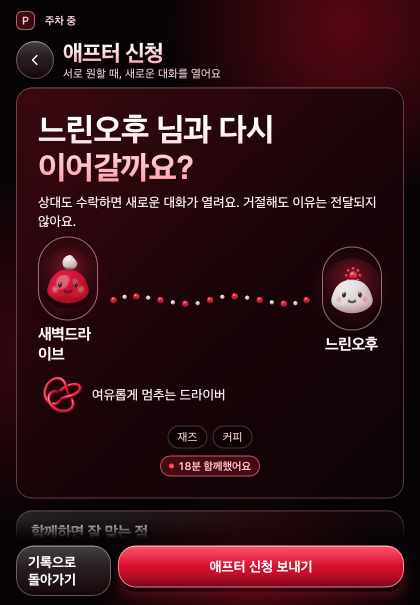 P 주차 중
애프터 신청
서로 원할 때, 새로운 대화를 열어요
느린오후 님과 다시
이어갈까요?
상대도 수락하면 새로운 대화가 열려요. 거절해도 이유는 전달되지
않아요.
새벽드라
이브
느린오후
여유롭게 멈추는 드라이버
재즈 커피
18분 함께했어요
함께하면 잘 맞는 점
기록으로
돌아가기
애프터 신청 보내기